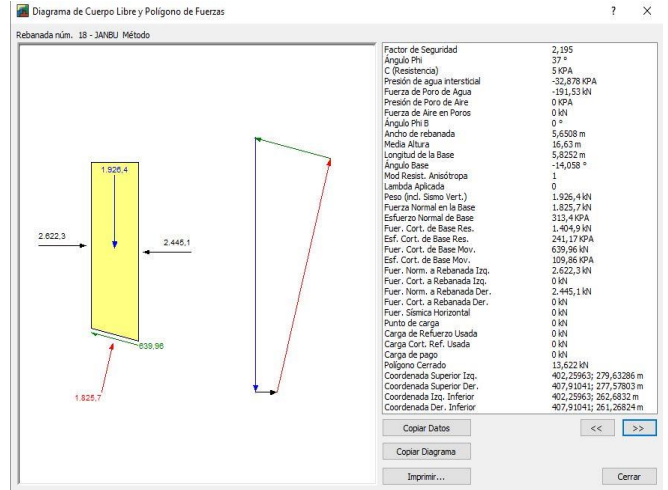 Diagrama de Cuerpo Libre y Polígono de Fuerzas
Rebanada núm. 18 - JANBU Método
1.926,4
2.622,3
2.445,1
639,96
1.825,7
Factor de Seguridad 2,195
Ángulo Phi 37 °
C (Resistencia) 5 KPA
Presión de agua intersticial -32,878 KPA
Fuerza de Poro de Agua -191,53 kN
Presión de Poro de Aire 0 KPA
Fuerza de Aire en Poros 0 kN
Ángulo Phi B 0 °
Ancho de rebanada 5,6508 m
Media Altura 16,63 m
Longitud de la Base 5,8252 m
Ángulo Base -14,058 °
Mod Resist. Anisótropa 1
Lambda Aplicada 0
Peso (incl. Sismo Vert.) 1.926,4 kN
Fuerza Normal en la Base 1.825,7 kN
Esfuerzo Normal de Base 313,4 KPA
Fuer. Cort. de Base Res. 1.404,9 kN
Esf. Cort. de Base Res. 241,17 KPA
Fuer. Cort. de Base Mov. 639,96 kN
Esf. Cort. de Base Mov. 109,86 KPA
Fuer. Norm. a Rebanada Izq. 2.622,3 kN
Fuer. Cort. a Rebanada Izq. 0 kN
Fuer. Norm. a Rebanada Der. 2.445,1 kN
Fuer. Cort. a Rebanada Der. 0 kN
Fuer. Sísmica Horizontal 0 kN
Punto de carga 0 kN
Carga de Refuerzo Usada 0 kN
Carga Cort. Ref. Usada 0 kN
Carga de pago 0 kN
Polígono Cerrado 13,622 kN
Coordenada Superior Izq. 402,25963; 279,63286 m
Coordenada Superior Der. 407,91041; 277,57803 m
Coordenada Izq. Inferior 402,25963; 262,6832 m
Coordenada Der. Inferior 407,91041; 261,26824 m
Copiar Datos
<< >>
Copiar Diagrama
Imprimir... Cerrar